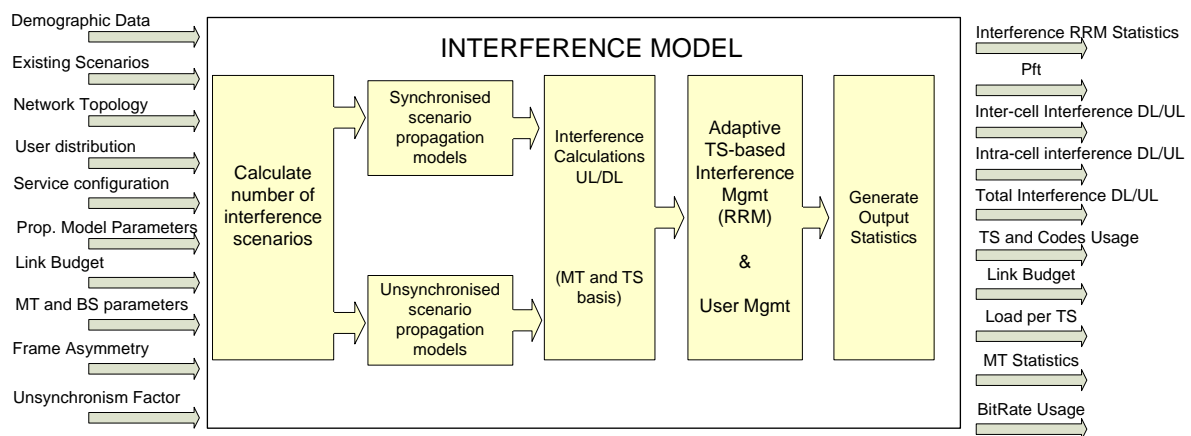 Demographic Data
Existing Scenarios
Network Topology
User distribution
Service configuration
Prop. Model Parameters
Link Budget
MT and BS parameters
Frame Asymmetry
Unsynchronism Factor
INTERFERENCE MODEL
Calculate
number of
interference
scenarios
Synchronised
scenario
propagation
models
Unsynchronised
scenario
propagation
models
Interference
Calculations
UL/DL
(MT and TS
basis)
Adaptive
TS-based
Interference
Mgmt
(RRM)
&
User Mgmt
Generate
Output
Statistics
Interference RRM Statistics
Pft
Inter-cell Interference DL/UL
Intra-cell interference DL/UL
Total Interference DL/UL
TS and Codes Usage
Link Budget
Load per TS
MT Statistics
BitRate Usage